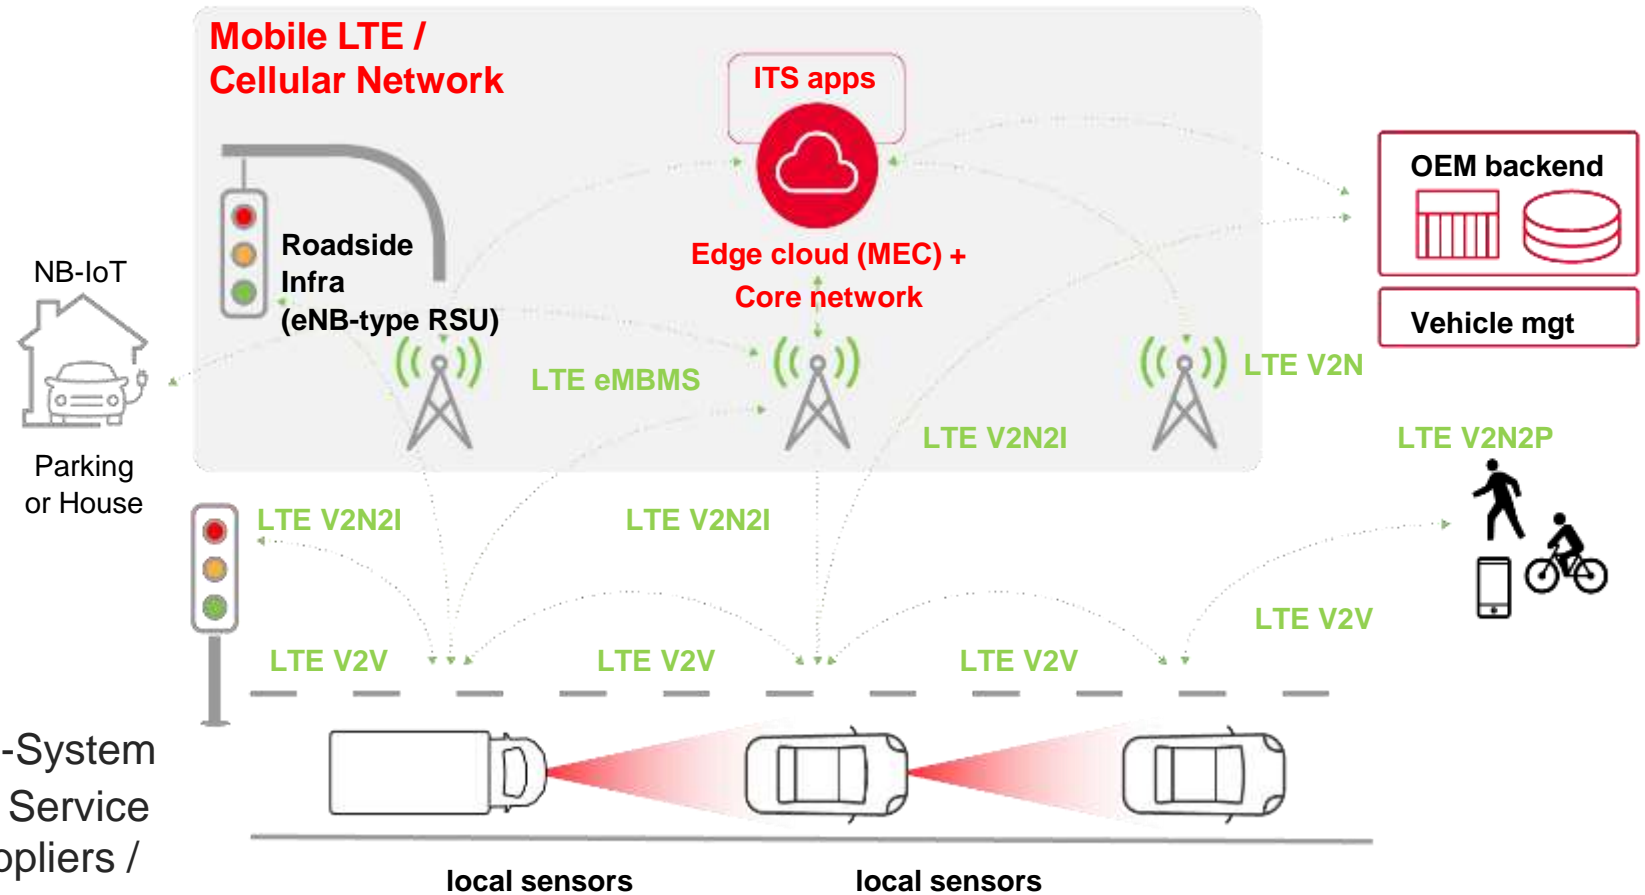 Mobile LTE /
Cellular Network
ITS apps
OEM backend
Roadside
Infra
(eNB-type RSU)
Edge cloud (MEC) +
Core network
NB-IoT
Vehicle mgt
LTE eMBMS
LTE V2N
LTE V2N2I
LTE V2N2P
Parking
or House
LTE V2N2I
LTE V2N2I
LTE V2V
LTE V2V
LTE V2V
LTE V2V
-System
Service
ppliers /
local sensors
local sensors